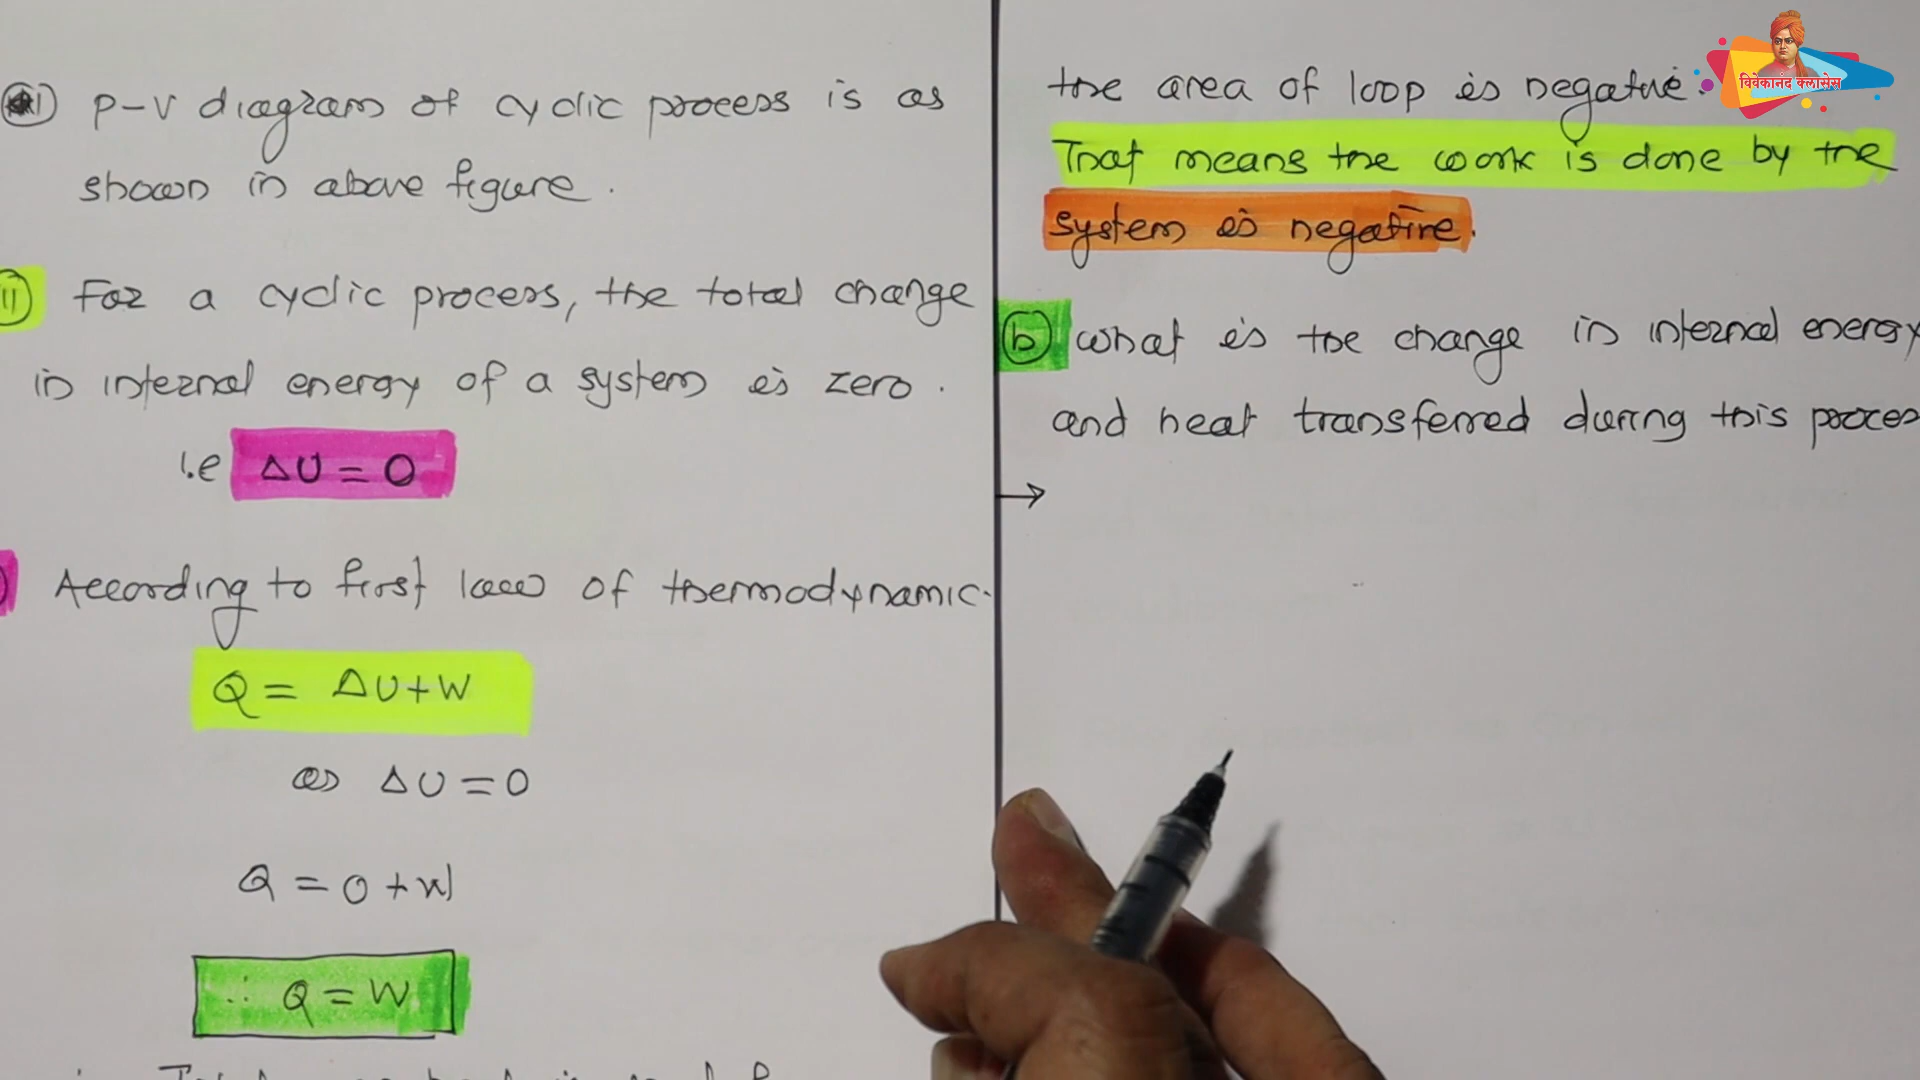 i) P-V diagram of cyclic process is as
shown in above figure.
II) For a cyclic process, the total change
in internal energy of a system is zero.
i.e ΔU = 0
According to first law of thermodynamic.
Q = ΔU + W
as ΔU = 0
Q = 0 + W
∴ Q = W
the area of loop is negative.
That means the work is done by the
system is negative.
b) What is the change in internal energy
and heat transferred during this proces
→
विवेकानंद क्लासेस